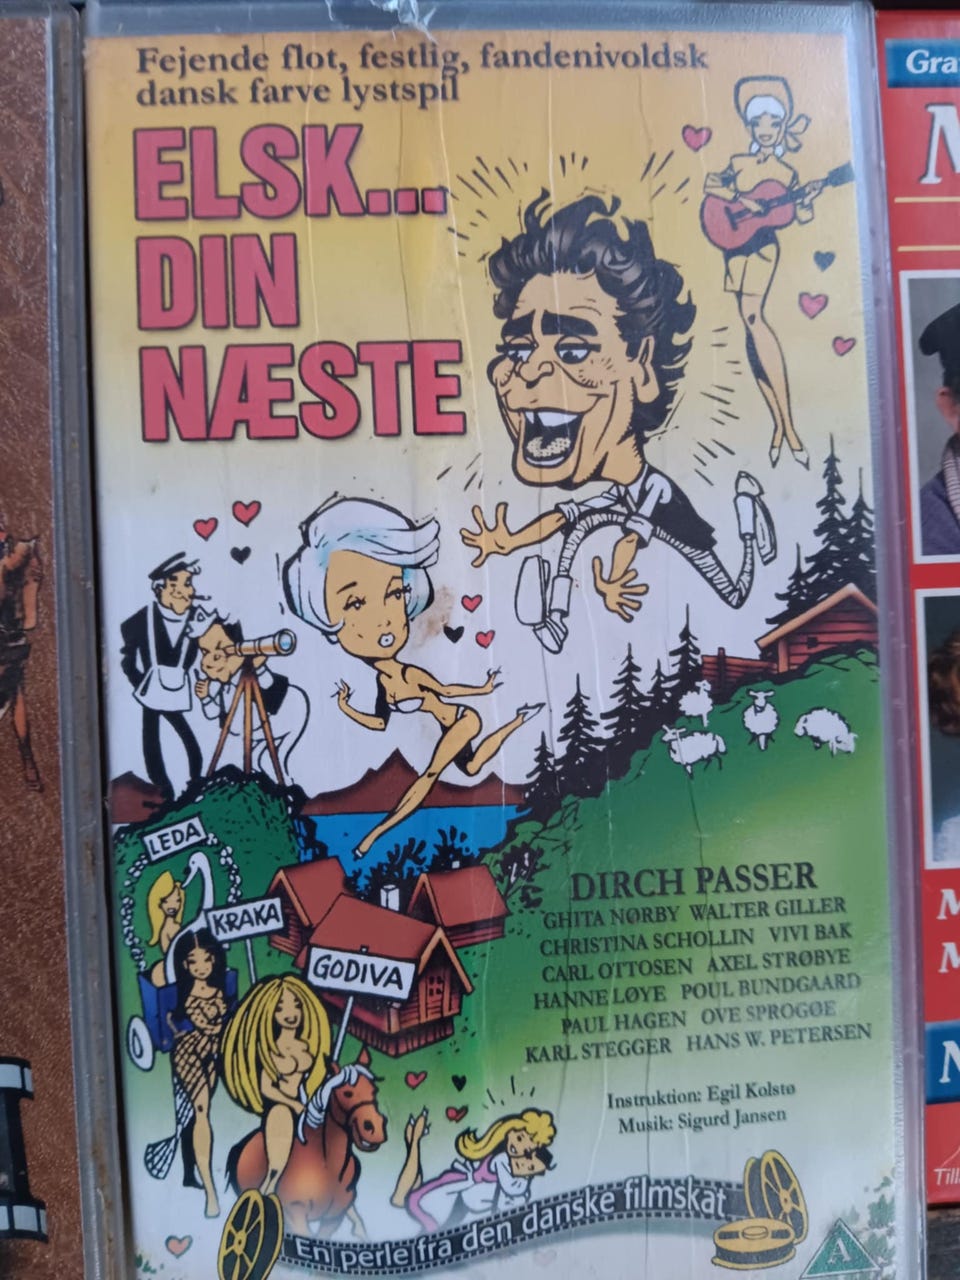 Fejende flot, festlig, fandenivoldsk
dansk farve lystspil
ELSK...
DIN
NÆSTE
LEDA
KRAKA
GODIVA
DIRCH PASSER
GHITA NØRBY WALTER GILLER
CHRISTINA SCHOLLIN VIVI BAK
CARL OTTOSEN AXEL STRØBYE
HANNE LØYE POUL BUNDGAARD
PAUL HAGEN OVE SPROGØE
KARL STEGGER HANS W. PETERSEN
Instruktion: Egil Kolstø
Musik: Sigurd Jansen
En perle fra den danske filmskat
A